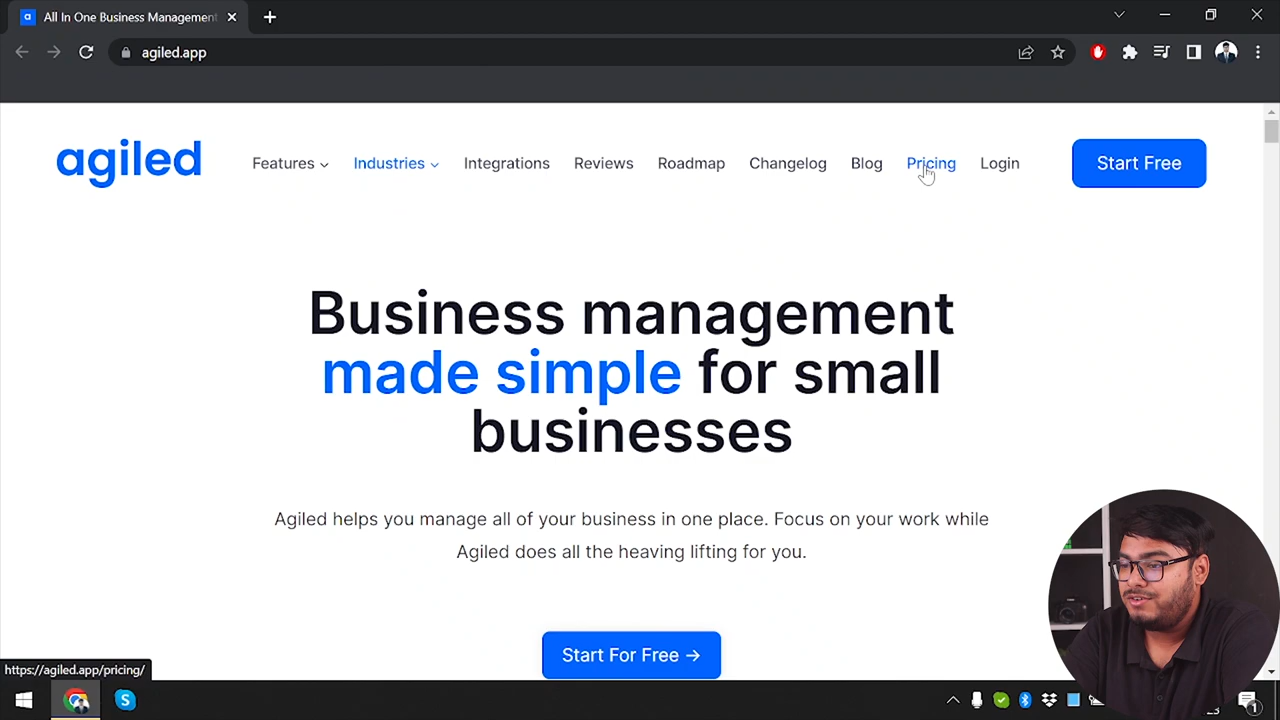 a All In One Business Management
agiled.app
agiled
Features Industries Integrations Reviews Roadmap Changelog Blog Pricing Login Start Free
Business management
made simple for small
businesses
Agiled helps you manage all of your business in one place. Focus on your work while
Agiled does all the heaving lifting for you.
Start For Free →
https://agiled.app/pricing/